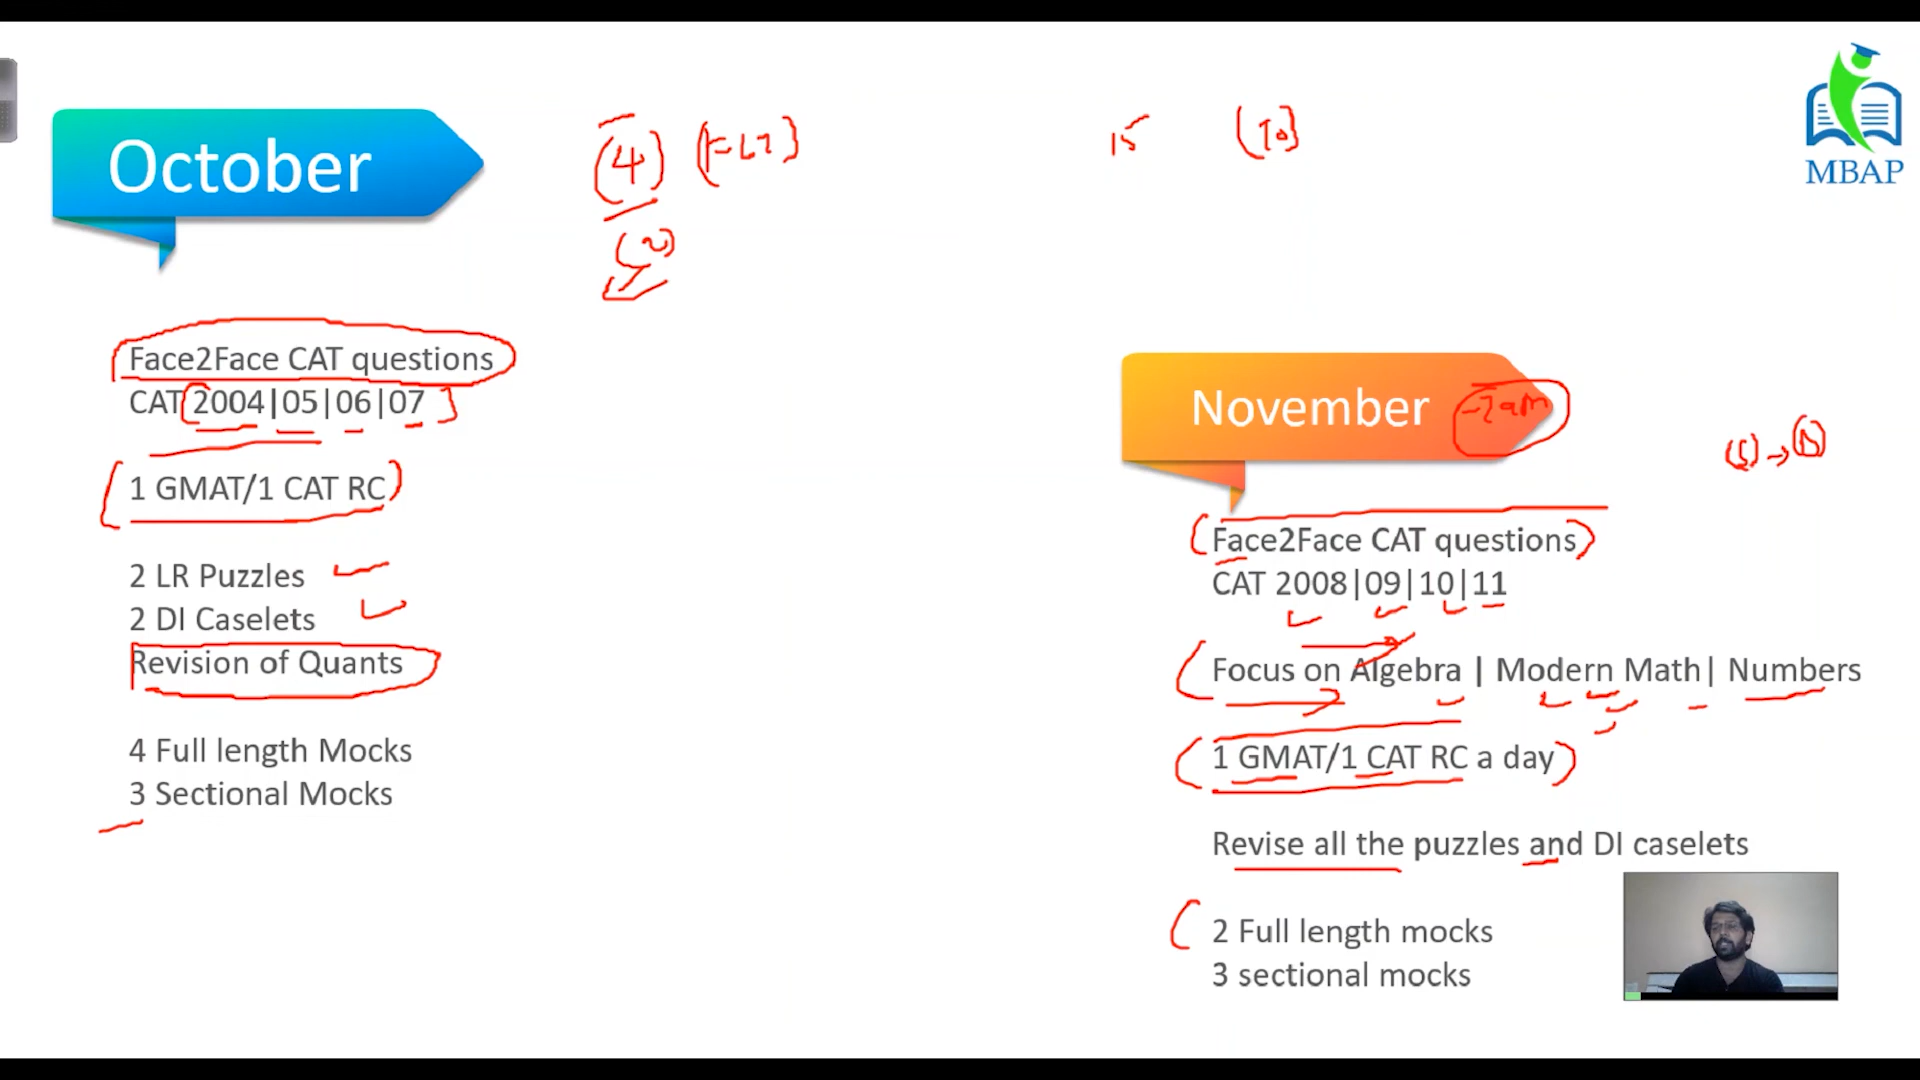 October
(4)
(2)
Face2Face CAT questions
CAT 2004|05|06|07
1 GMAT/1 CAT RC
2 LR Puzzles
2 DI Caselets
Revision of Quants
4 Full length Mocks
3 Sectional Mocks
15
MBAP
November
Face2Face CAT questions
CAT 2008|09|10|11
Focus on Algebra | Modern Math| Numbers
1 GMAT/1 CAT RC a day
Revise all the puzzles and DI caselets
2 Full length mocks
3 sectional mocks